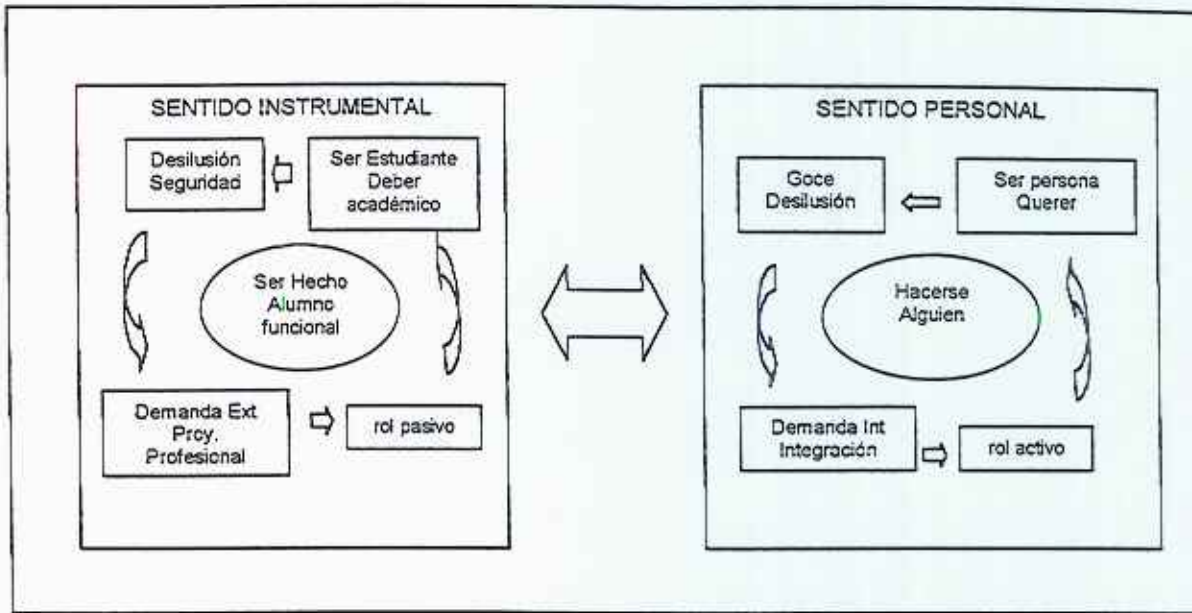 SENTIDO INSTRUMENTAL
Desilusión
Seguridad
Ser Estudiante
Deber
académico
Ser Hecho
Alumno
funcional
Demanda Ext
Prcy.
Profesional
rol pasivo
SENTIDO PERSONAL
Goce
Desilusión
Ser persona
Querer
Hacerse
Alguien
Demanda Int
Integración
rol activo